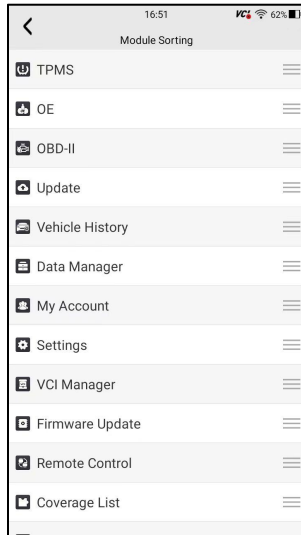 16:51
VCI 62%
Module Sorting
TPMS
OE
OBD-II
Update
Vehicle History
Data Manager
My Account
Settings
VCI Manager
Firmware Update
Remote Control
Coverage List